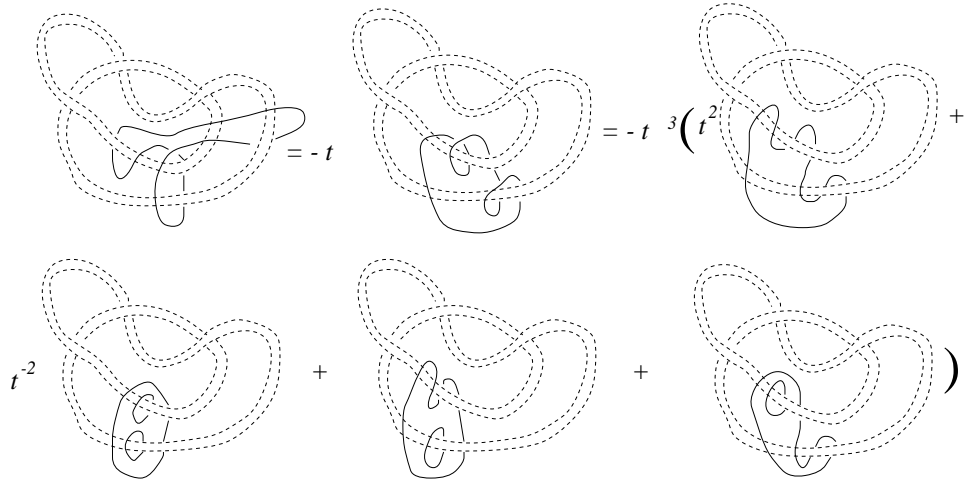 = - t = - t ³( t² +
t⁻² + + )